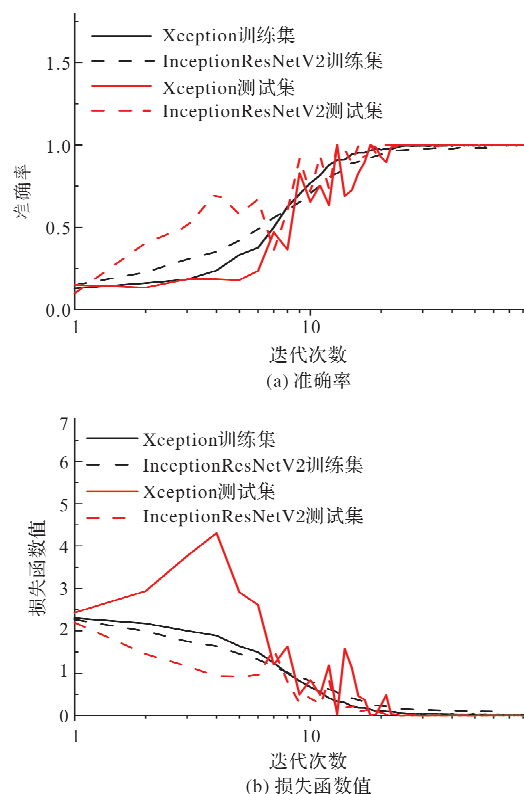 Xception训练集
InceptionResNetV2训练集
Xception测试集
InceptionResNetV2测试集
1.5
1.0
0.5
0.0
准确率
1
10
迭代次数
(a) 准确率
7
6
5
4
3
2
1
0
Xception训练集
InceptionResNetV2训练集
Xception测试集
InceptionResNetV2测试集
损失函数值
1
10
迭代次数
(b) 损失函数值